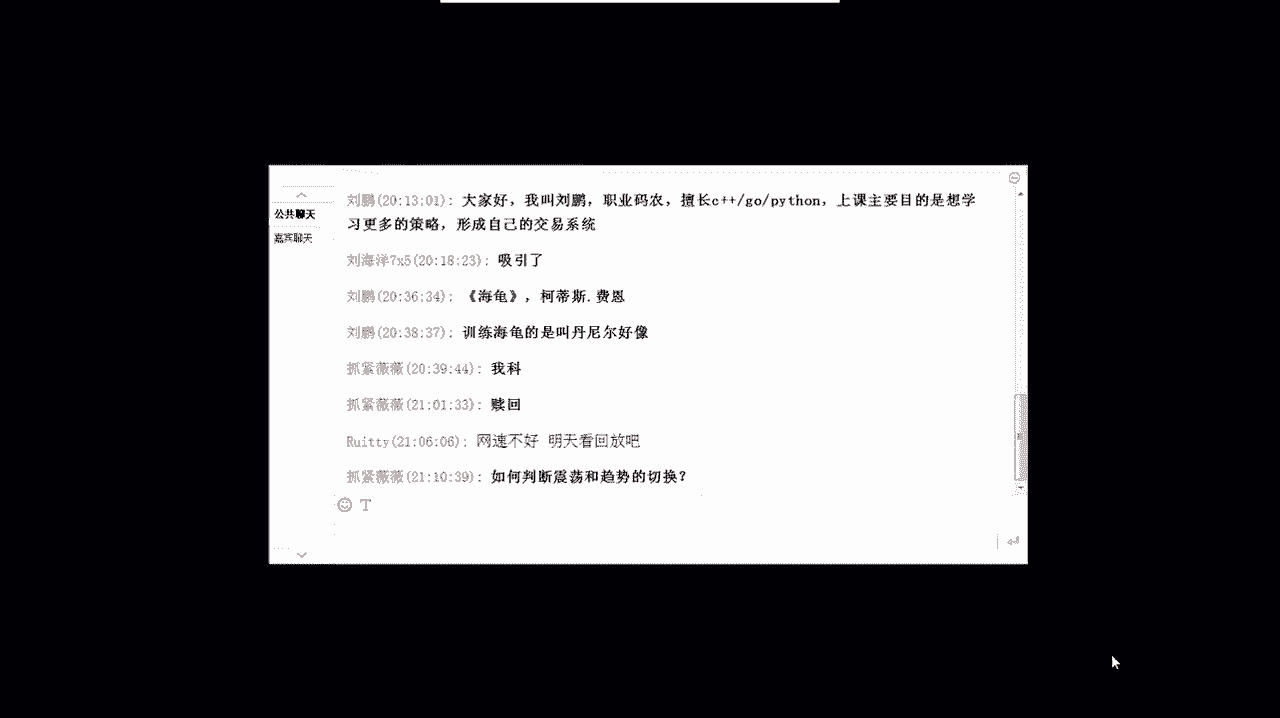 公共聊天
嘉宾聊天
刘鹏(20:13:01): 大家好，我叫刘鹏，职业码农，擅长c++/go/python，上课主要目的是想学
习更多的策略，形成自己的交易系统
刘海洋7x5(20:18:23): 吸引了
刘鹏(20:36:34): 《海龟》，柯蒂斯.费恩
刘鹏(20:38:37): 训练海龟的是叫丹尼尔好像
抓紧薇薇(20:39:44): 我科
抓紧薇薇(21:01:33): 赎回
Ruitty(21:06:06): 网速不好 明天看回放吧
抓紧薇薇(21:10:39): 如何判断震荡和趋势的切换?
T